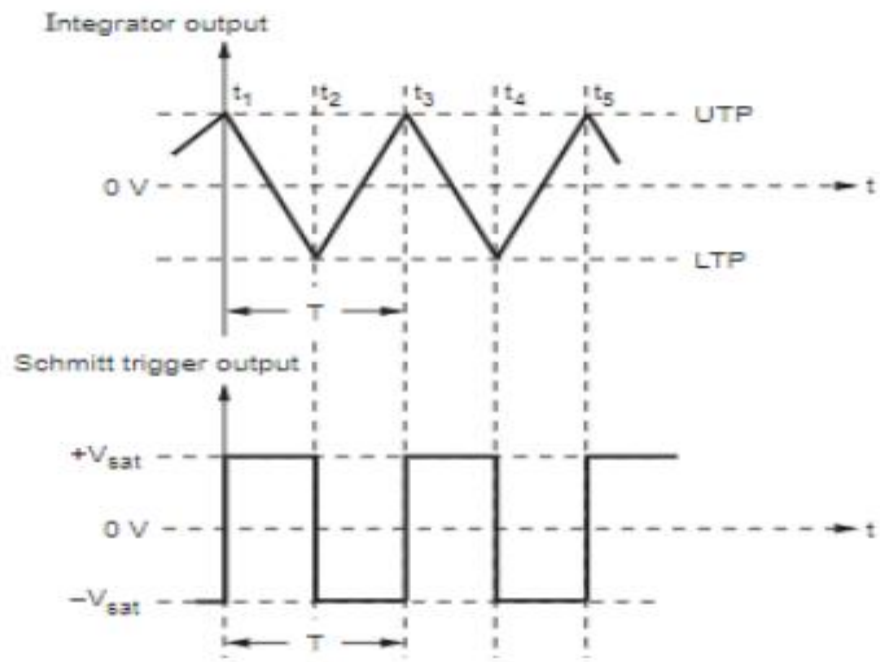 Integrator output
t₁ t₂ t₃ t₄ t₅
UTP
0 V t
LTP
T
Schmitt trigger output
+Vsat
0 V t
−Vsat
T